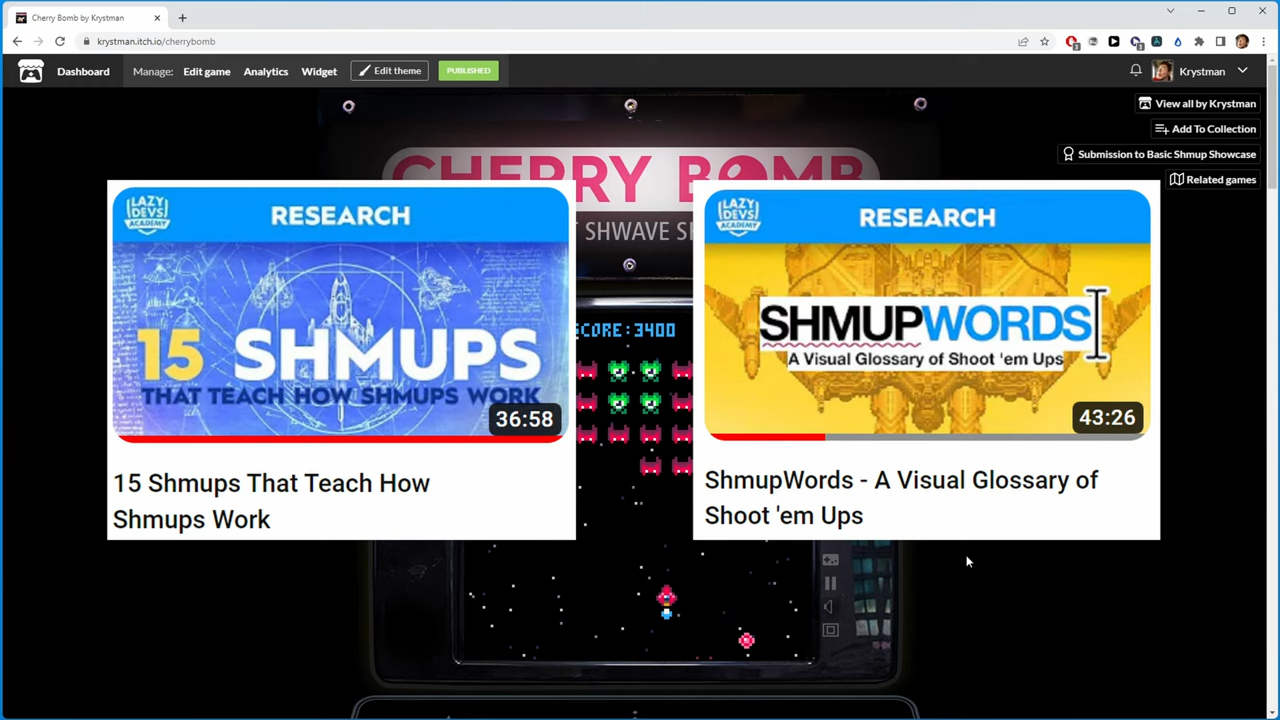 Cherry Bomb by Krystman
krystman.itch.io/cherrybomb
Dashboard
Manage:
Edit game
Analytics
Widget
Edit theme
PUBLISHED
Krystman
View all by Krystman
Add To Collection
Submission to Basic Shmup Showcase
Related games
CHERRY BOMB
SHWAVE
LAZY
DEVS
ACADEMY
RESEARCH
15 SHMUPS
THAT TEACH HOW SHMUPS WORK
36:58
15 Shmups That Teach How
Shmups Work
SCORE:3400
LAZY
DEVS
ACADEMY
RESEARCH
SHMUPWORDS
A Visual Glossary of Shoot 'em Ups
43:26
ShmupWords - A Visual Glossary of
Shoot 'em Ups